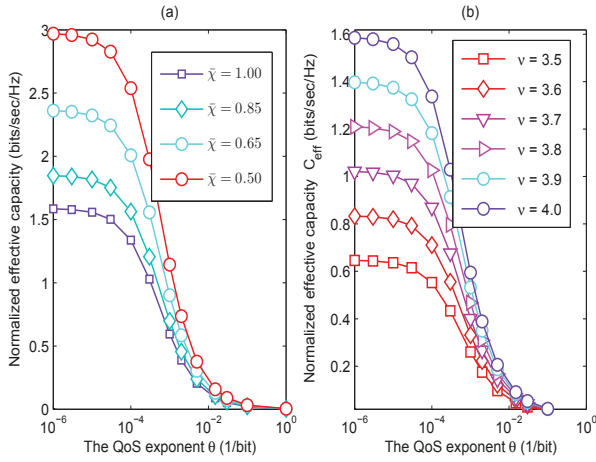 (a)
Normalized effective capacity (bits/sec/Hz)
3
2.5
2
1.5
1
0.5
0
χ̄ = 1.00
χ̄ = 0.85
χ̄ = 0.65
χ̄ = 0.50
10⁻⁶ 10⁻⁴ 10⁻² 10⁰
The QoS exponent θ (1/bit)
(b)
Normalized effective capacity C_eff (bits/sec/Hz)
1.6
1.4
1.2
1
0.8
0.6
0.4
0.2
ν = 3.5
ν = 3.6
ν = 3.7
ν = 3.8
ν = 3.9
ν = 4.0
10⁻⁶ 10⁻⁴ 10⁻² 10⁰
The QoS exponent θ (1/bit)